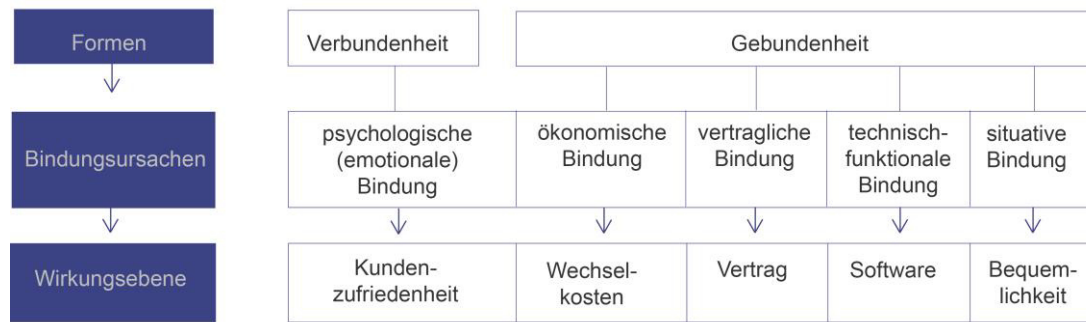 Formen
Verbundenheit
Gebundenheit
Bindungsursachen
psychologische
(emotionale)
Bindung
ökonomische
Bindung
vertragliche
Bindung
technisch-
funktionale
Bindung
situative
Bindung
Wirkungsebene
Kunden-
zufriedenheit
Wechsel-
kosten
Vertrag
Software
Bequem-
lichkeit